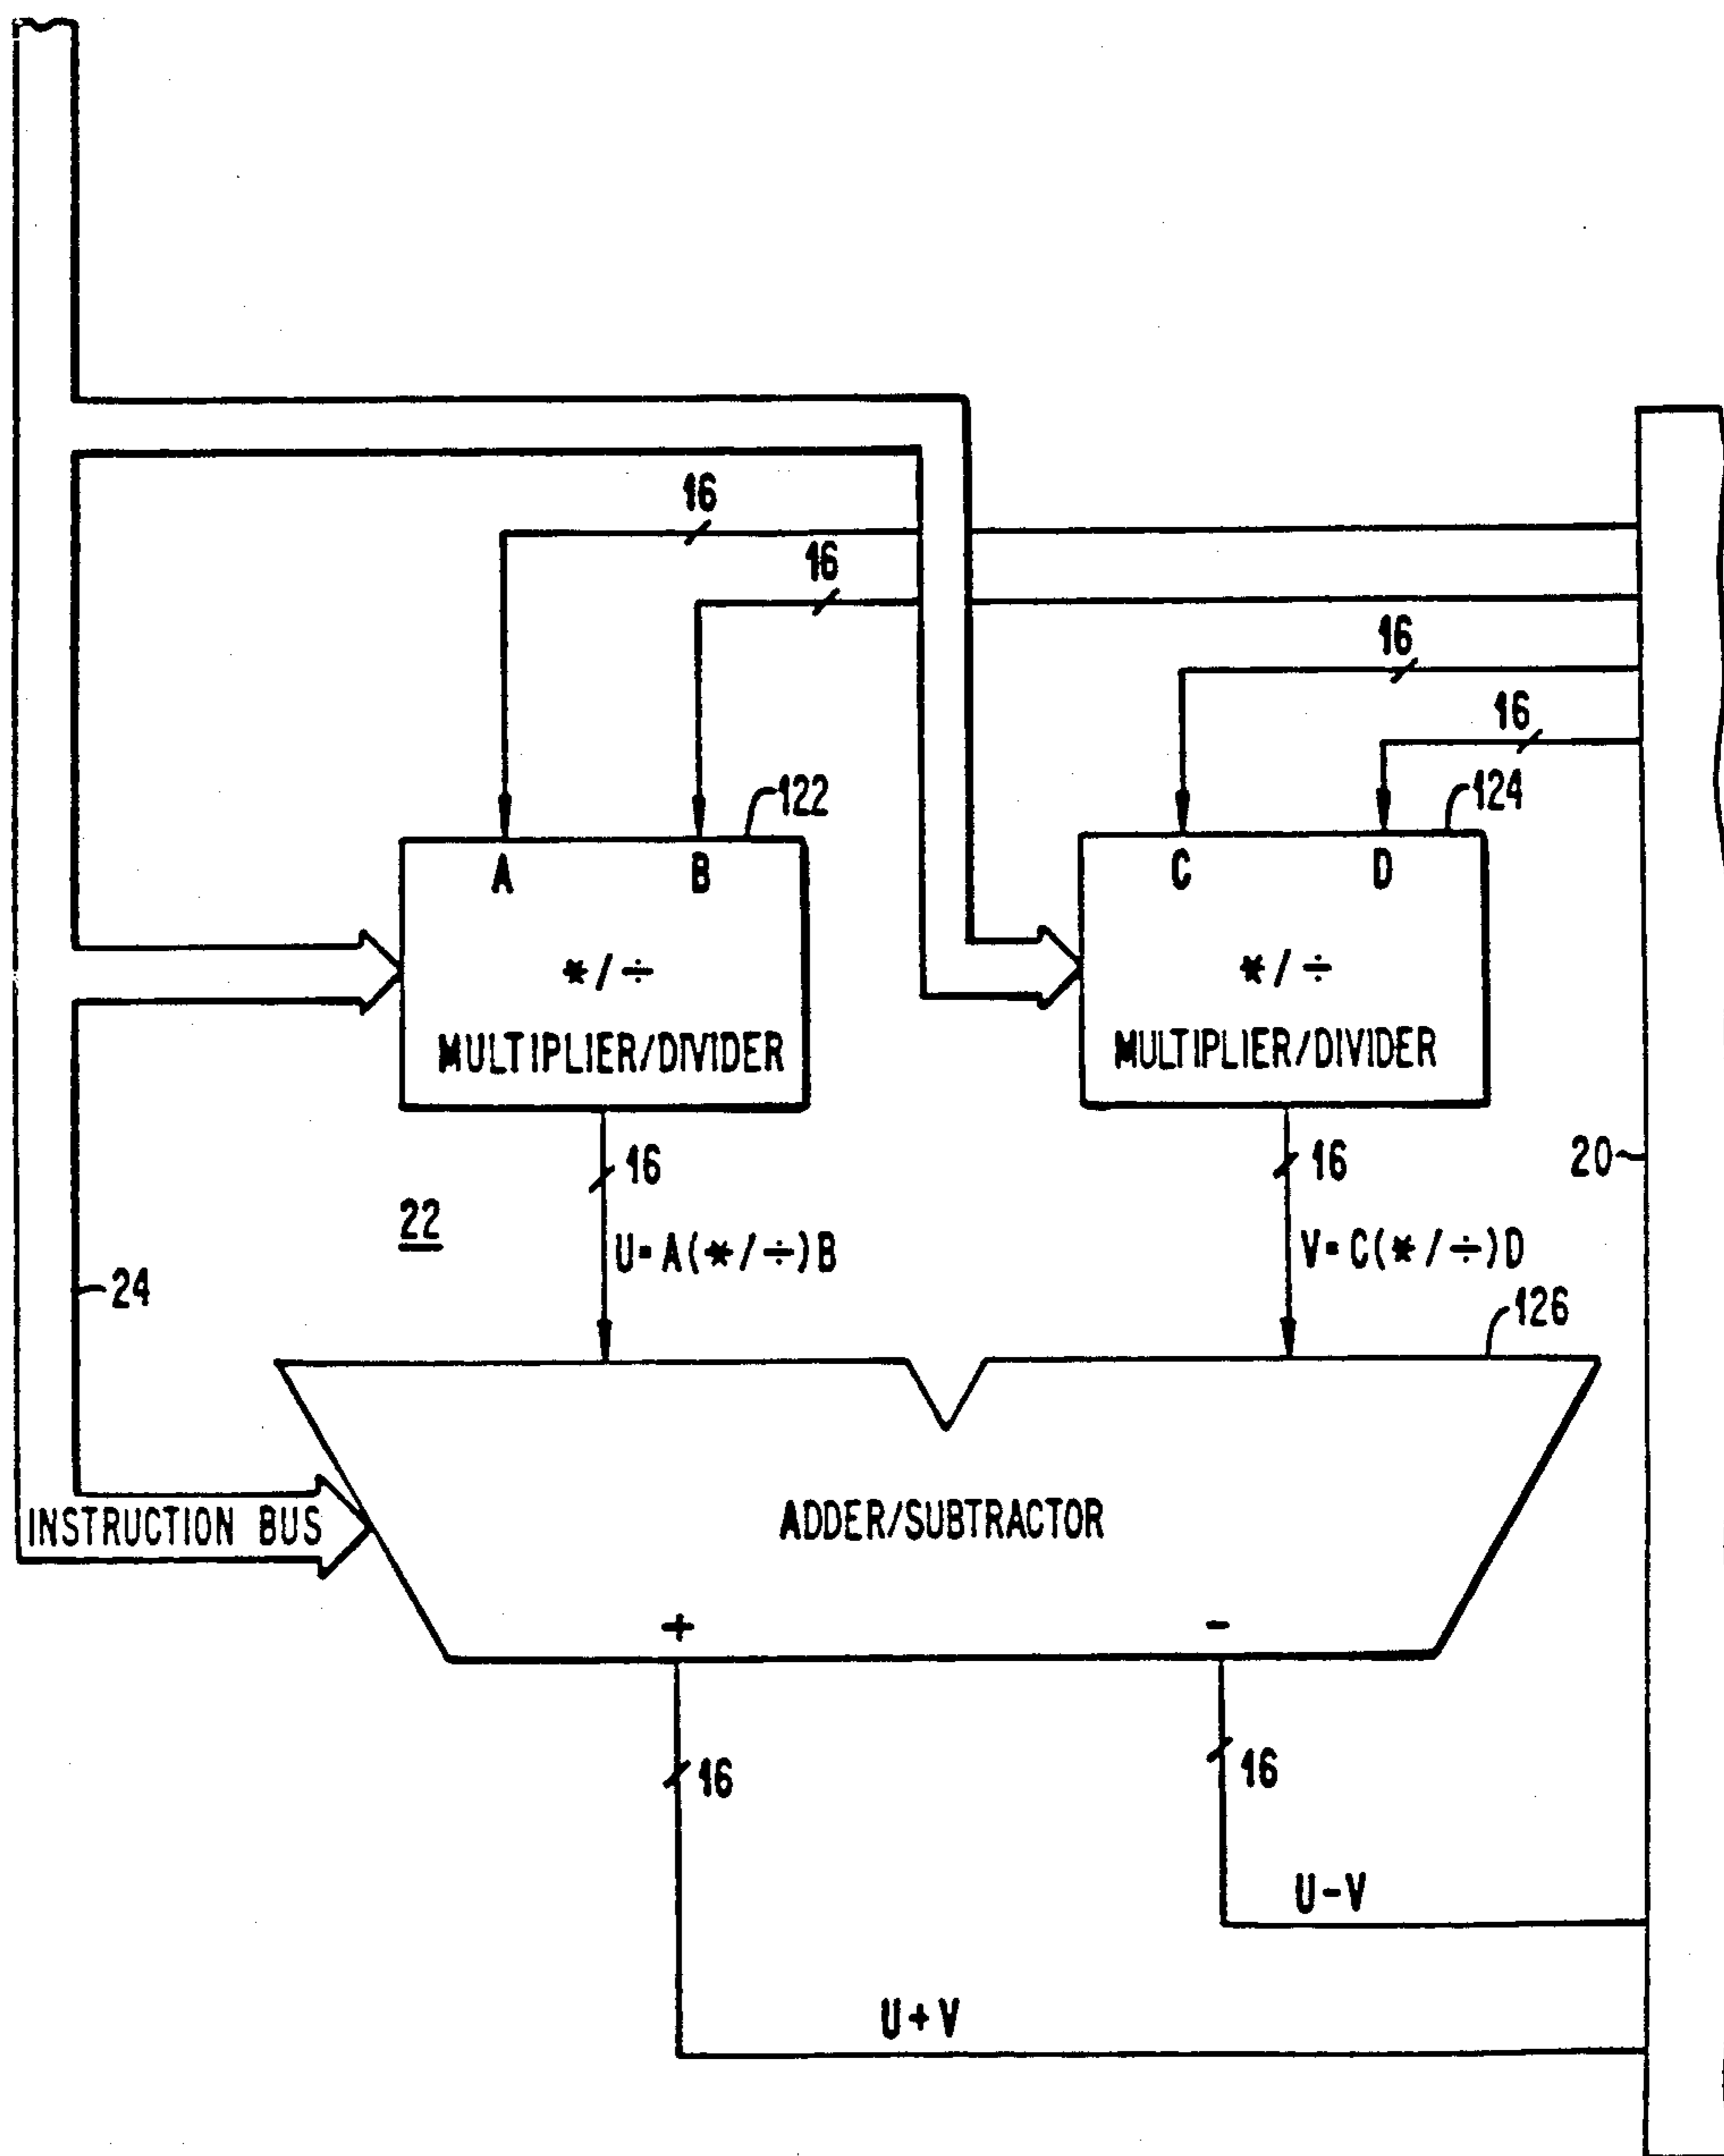 16
16
16
16
122
124
A
B
C
D
*/÷
*/÷
MULTIPLIER/DIVIDER
MULTIPLIER/DIVIDER
16
16
20
22
U=A(*/÷)B
V=C(*/÷)D
24
126
INSTRUCTION BUS
ADDER/SUBTRACTOR
+
-
16
16
U-V
U+V